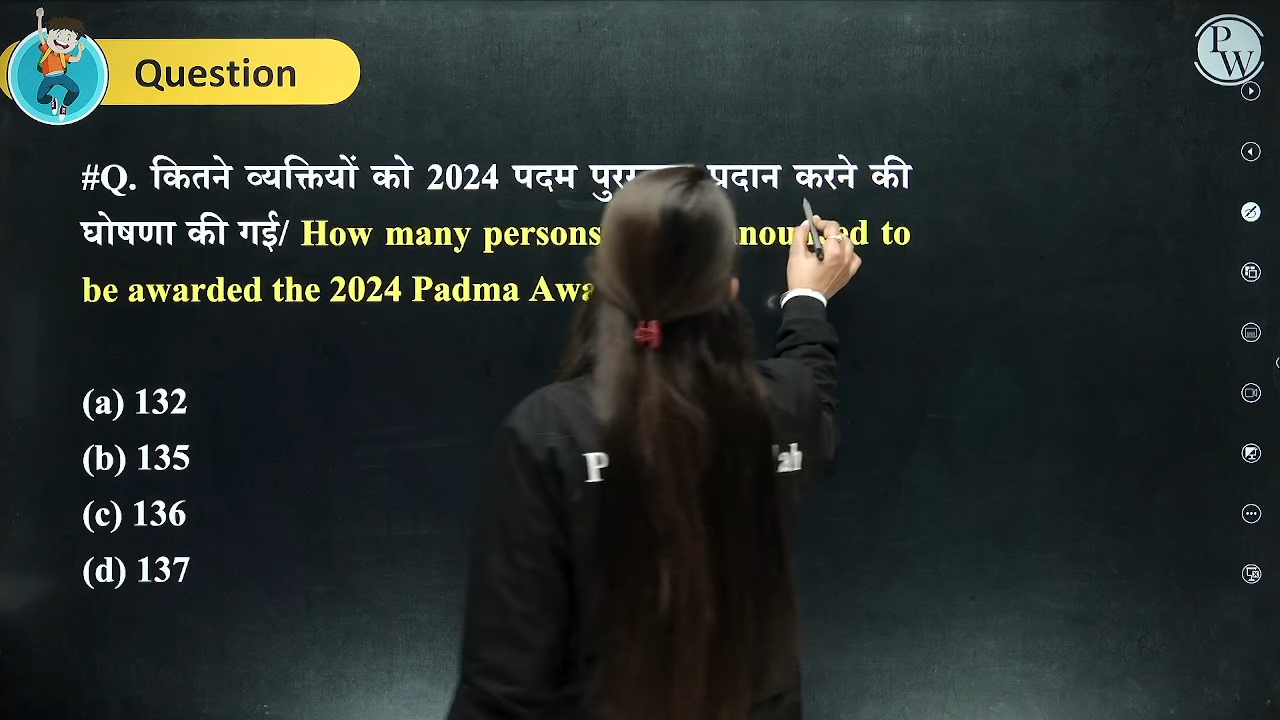 Question
PW
#Q. कितने व्यक्तियों को 2024 पदम प्रदान करने की
घोषणा की गई/ How many persons to
be awarded the 2024 Padma
(a) 132
(b) 135
(c) 136
(d) 137